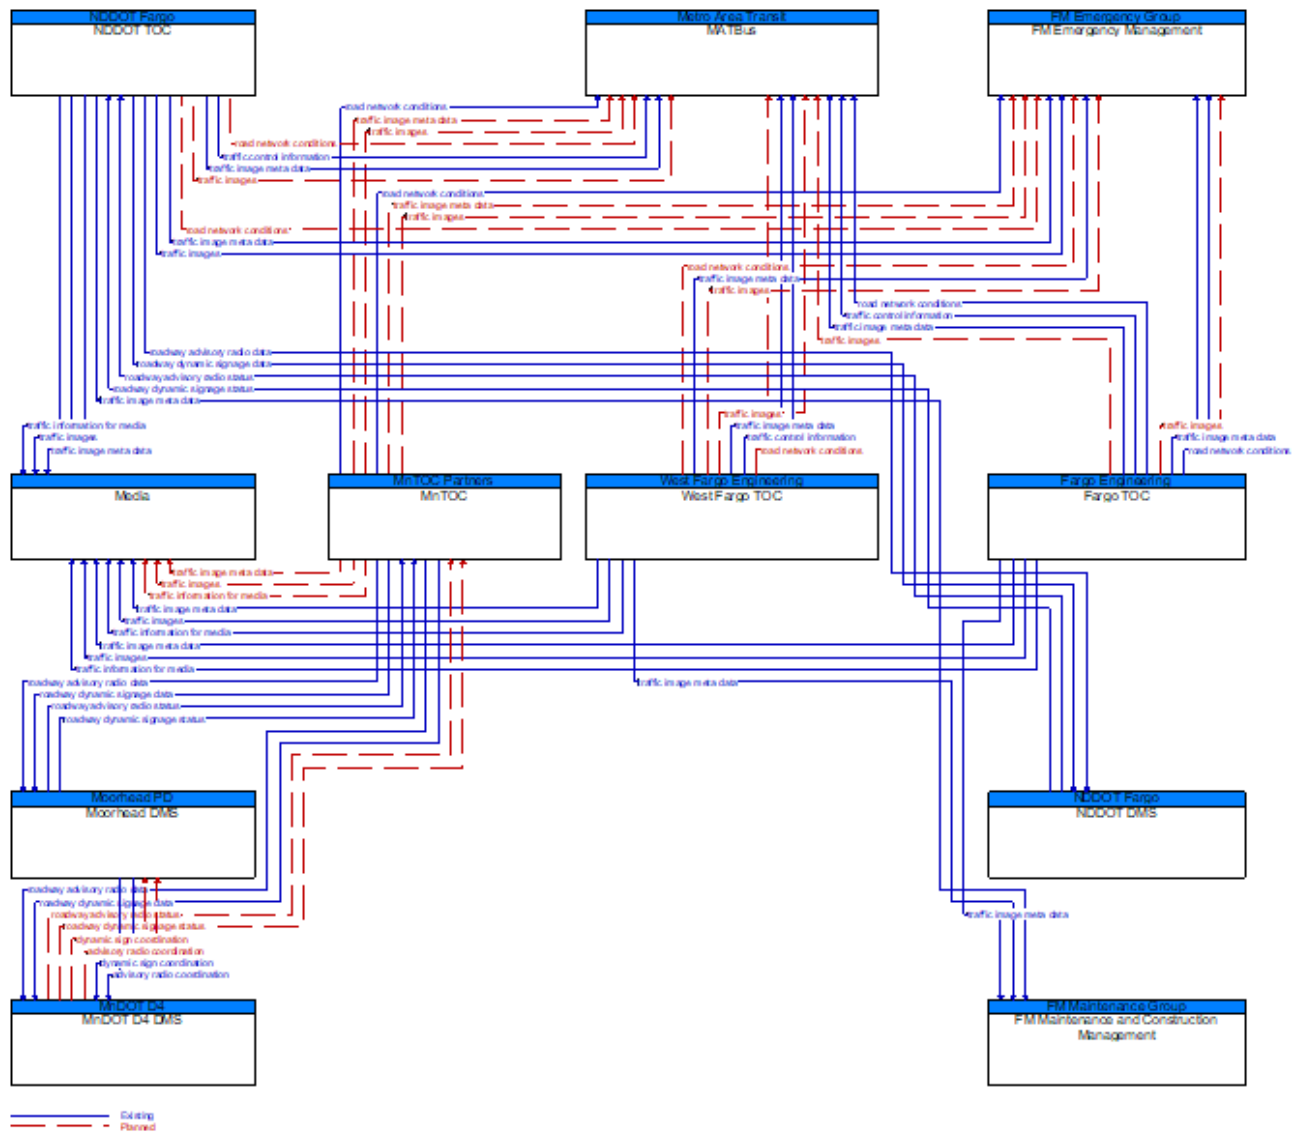 NDDOT Fargo
NDDOT TOC
Metro Area Transit
MATBus
FM Emergency Group
FM Emergency Management
road network conditions
traffic image meta data
traffic images
road network conditions
traffic control information
traffic image meta data
traffic images
road network conditions
traffic image meta data
traffic images
road network conditions
traffic image meta data
traffic images
road network conditions
traffic image meta data
traffic images
road network conditions
traffic control information
traffic image meta data
traffic images
roadway advisory radio data
roadway dynamic signage data
roadway advisory radio status
roadway dynamic signage status
traffic image meta data
traffic information for media
traffic images
traffic image meta data
traffic images
traffic image meta data
traffic control information
road network conditions
traffic images
traffic image meta data
road network conditions
Media
MnTOC Partners
MnTOC
West Fargo Engineering
West Fargo TOC
Fargo Engineering
Fargo TOC
traffic image meta data
traffic images
traffic information for media
traffic image meta data
traffic images
traffic information for media
traffic image meta data
traffic images
traffic information for media
roadway advisory radio data
traffic image meta data
roadway dynamic signage data
roadway advisory radio status
roadway dynamic signage status
Moorhead PD
Moorhead DMS
NDDOT Fargo
NDDOT DMS
roadway advisory radio data
roadway dynamic signage data
roadway advisory radio status
traffic image meta data
roadway dynamic signage status
dynamic sign coordination
advisory radio coordination
dynamic sign coordination
advisory radio coordination
MnDOT D4
MnDOT D4 DMS
FM Maintenance Group
FM Maintenance and Construction
Management
Existing
Planned